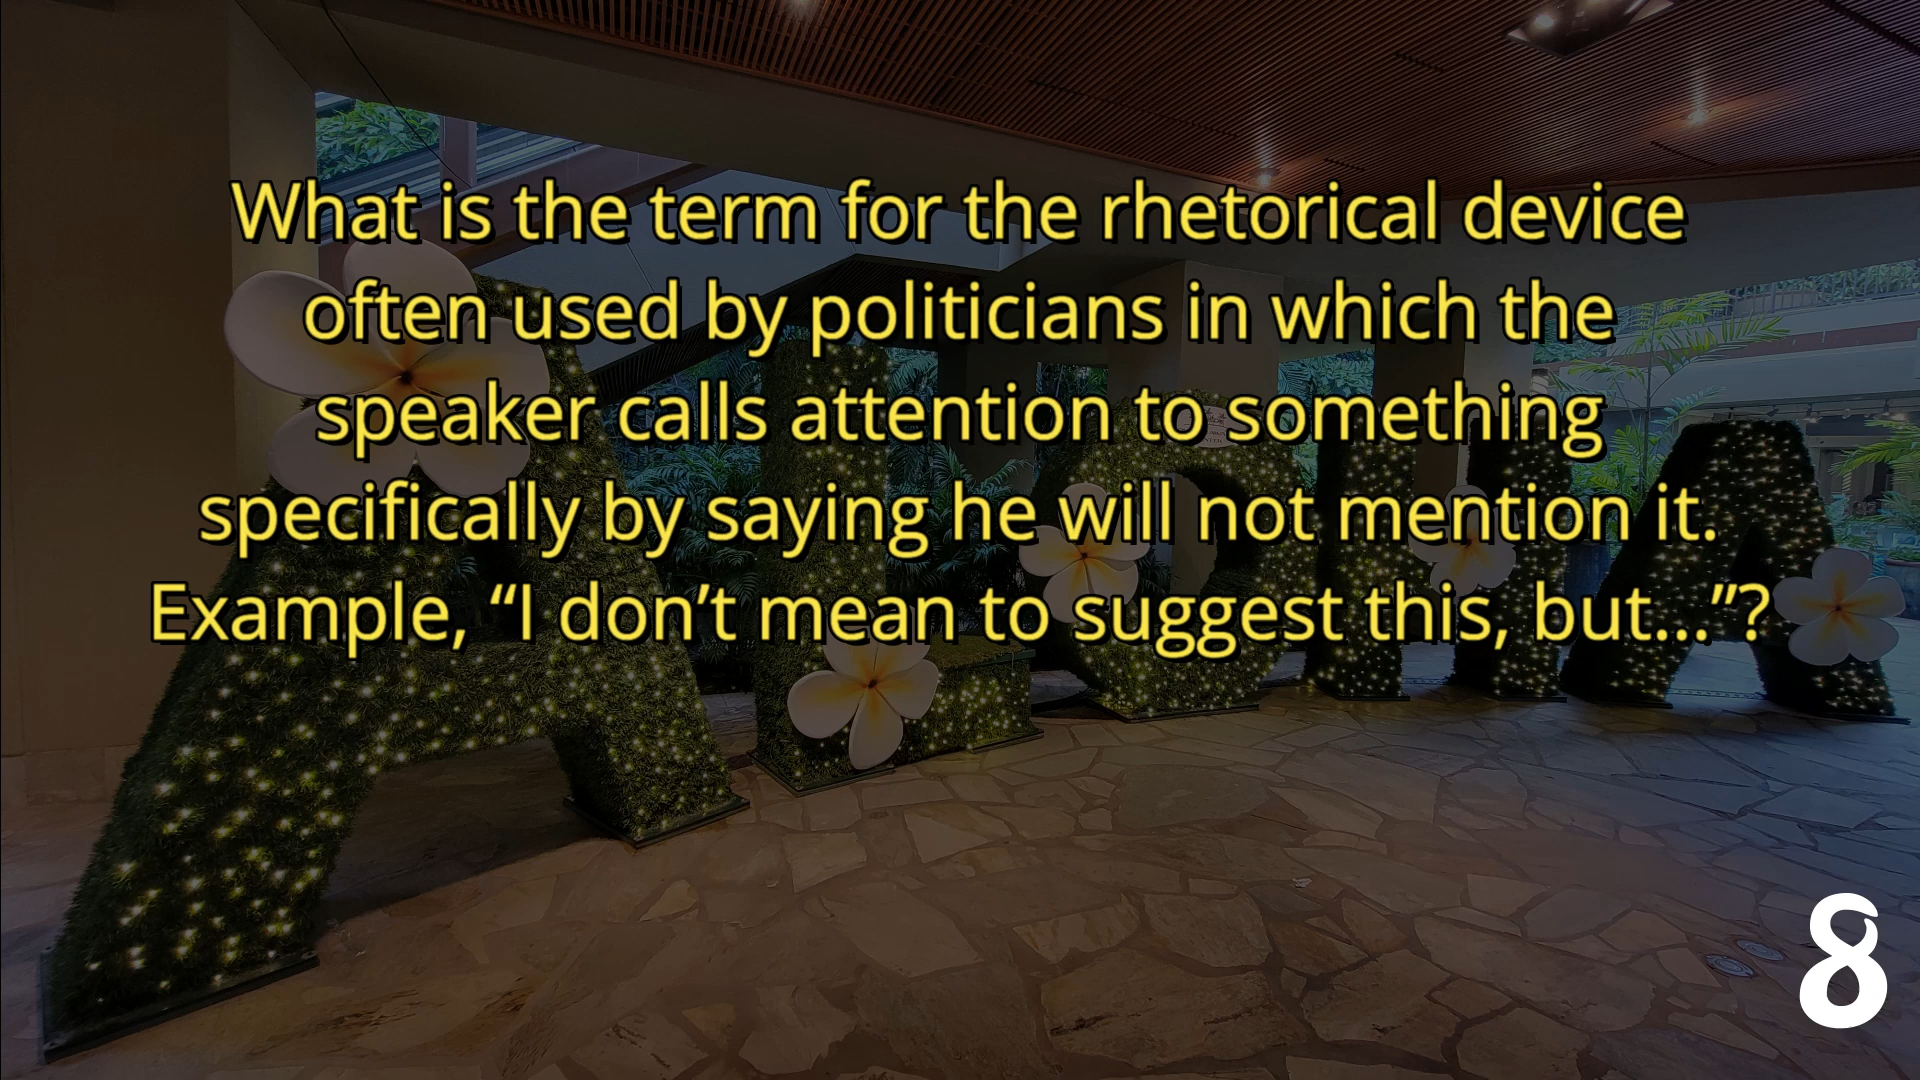 What is the term for the rhetorical device
often used by politicians in which the
speaker calls attention to something
specifically by saying he will not mention it.
Example, “I don’t mean to suggest this, but...”?
ALOHA
8